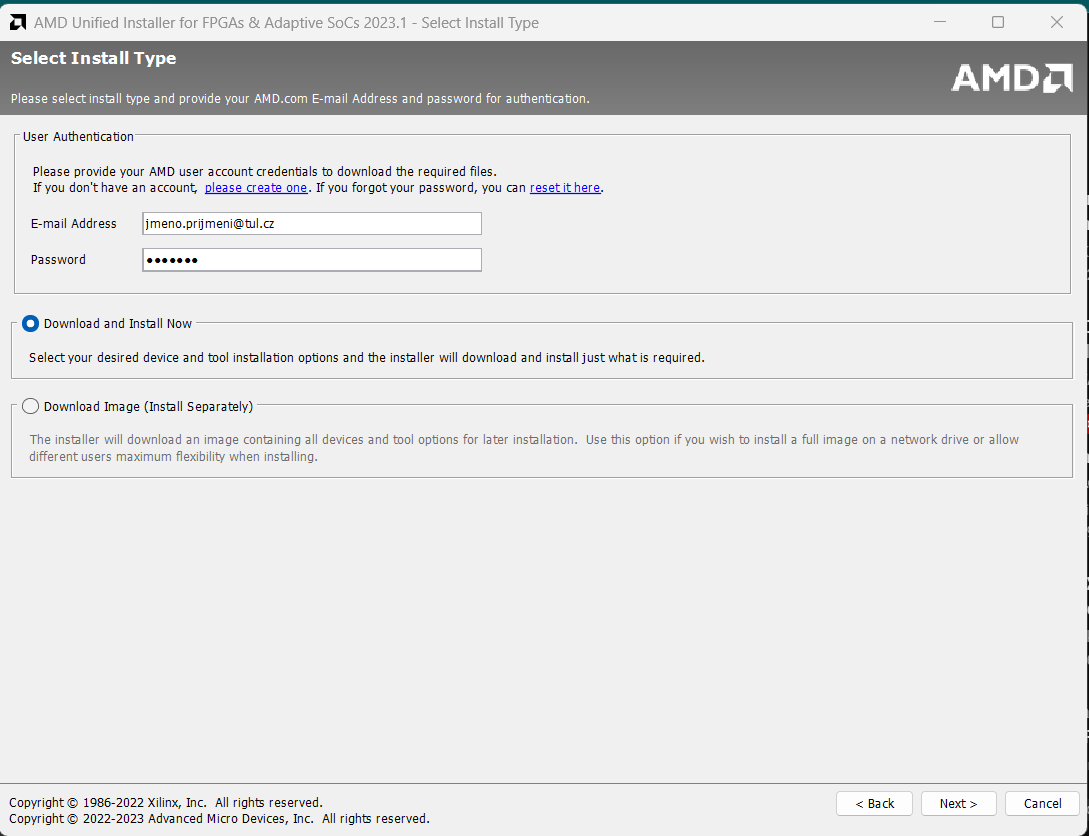 AMD Unified Installer for FPGAs & Adaptive SoCs 2023.1 - Select Install Type
Select Install Type
AMD
Please select install type and provide your AMD.com E-mail Address and password for authentication.
User Authentication
Please provide your AMD user account credentials to download the required files.
If you don't have an account, please create one. If you forgot your password, you can reset it here.
E-mail Address jmeno.prijmeni@tul.cz
Password •••••••
Download and Install Now
Select your desired device and tool installation options and the installer will download and install just what is required.
Download Image (Install Separately)
The installer will download an image containing all devices and tool options for later installation. Use this option if you wish to install a full image on a network drive or allow
different users maximum flexibility when installing.
Copyright © 1986-2022 Xilinx, Inc. All rights reserved.
Copyright © 2022-2023 Advanced Micro Devices, Inc. All rights reserved.
< Back Next > Cancel